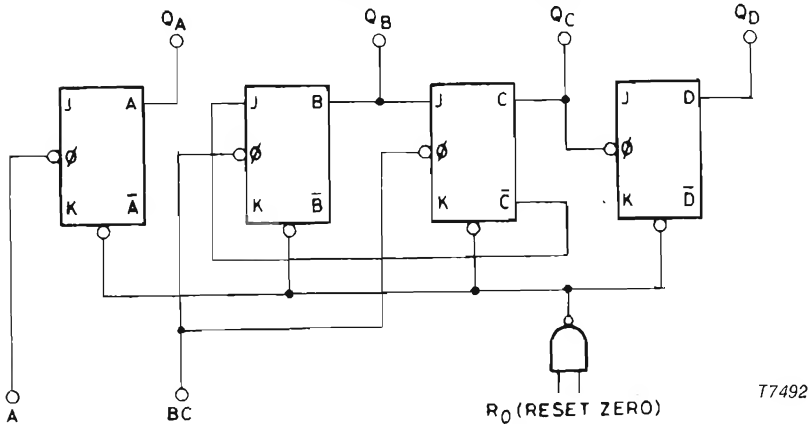 QA QB QC QD
J A J B J C J D
Ø Ø Ø Ø
K A̅ K B̅ K C̅ K D̅
T7492
A BC R0 (RESET ZERO)